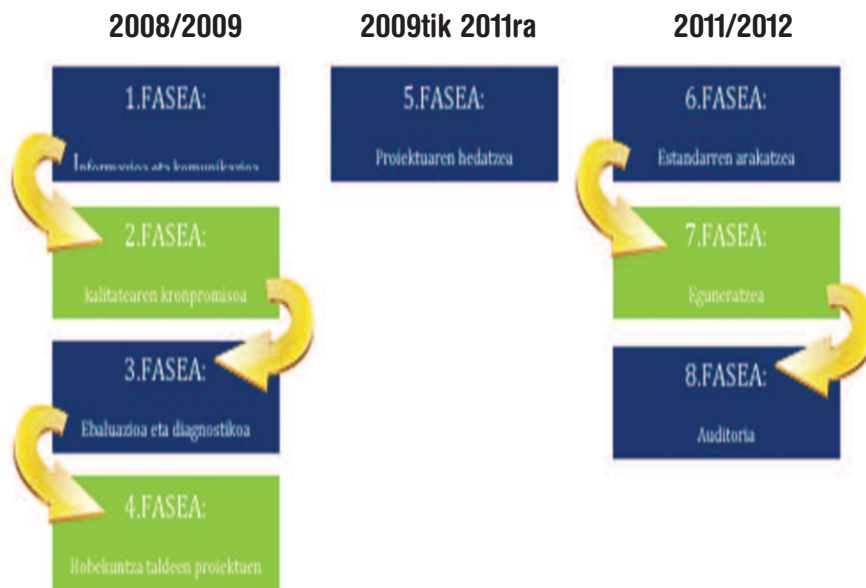 2008/2009
1.FASEA:
Informazioa eta komunikazioa
2.FASEA:
kalitatearen kronpromisoa
3.FASEA:
Ebaluazioa eta diagnostikoa
4.FASEA:
Hobekuntza taldeen proiektuen
2009tik 2011ra
5.FASEA:
Proiektuaren hedatzea
2011/2012
6.FASEA:
Estandarren arakatzea
7.FASEA:
Eguneratzea
8.FASEA:
Auditoria